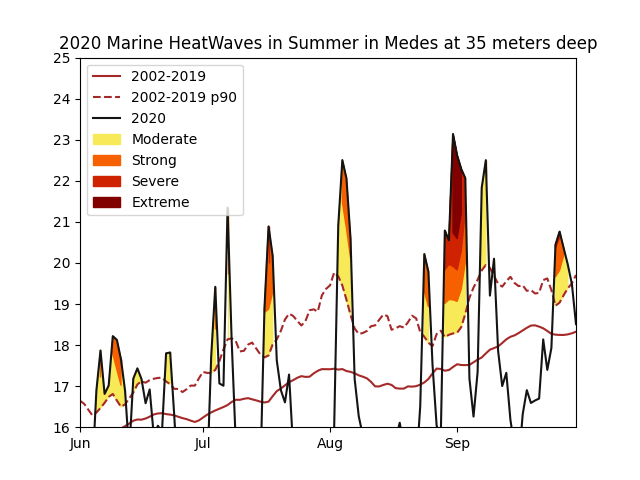 2020 Marine HeatWaves in Summer in Medes at 35 meters deep
25
24
23
22
21
20
19
18
17
16
2002-2019
2002-2019 p90
2020
Moderate
Strong
Severe
Extreme
Jun
Jul
Aug
Sep